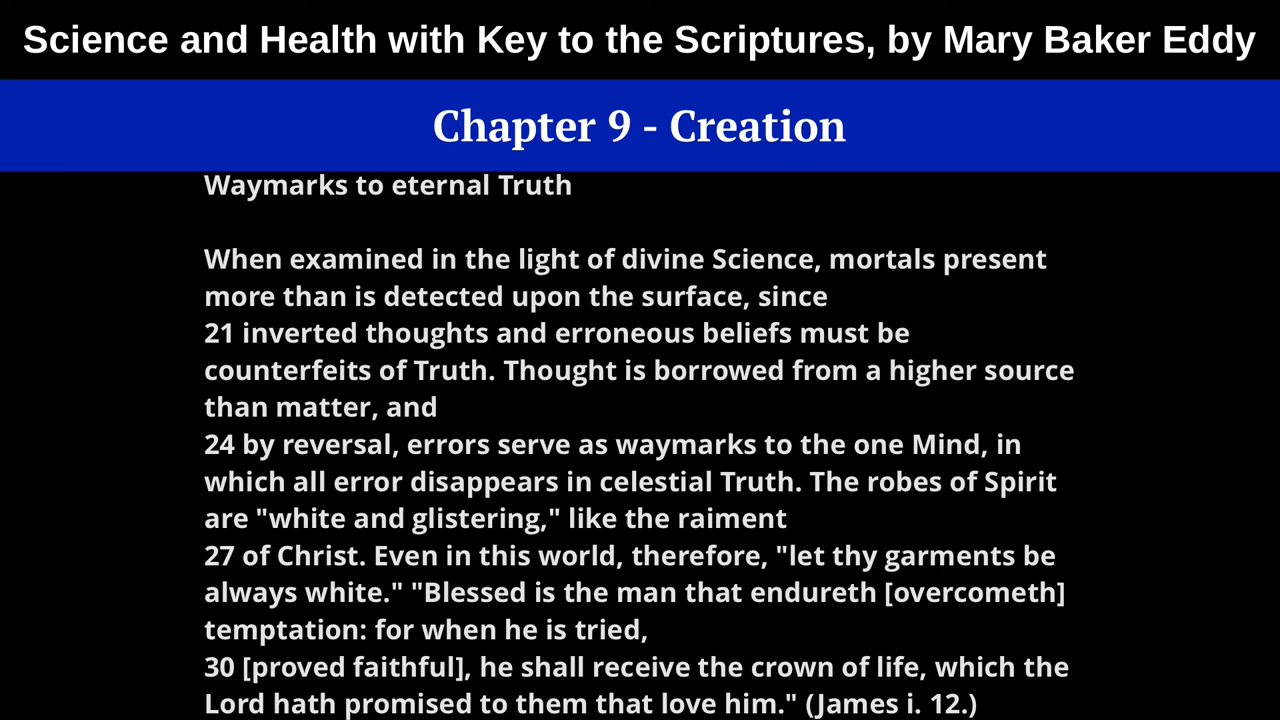 Science and Health with Key to the Scriptures, by Mary Baker Eddy
Chapter 9 - Creation
Waymarks to eternal Truth
When examined in the light of divine Science, mortals present
more than is detected upon the surface, since
21 inverted thoughts and erroneous beliefs must be
counterfeits of Truth. Thought is borrowed from a higher source
than matter, and
24 by reversal, errors serve as waymarks to the one Mind, in
which all error disappears in celestial Truth. The robes of Spirit
are "white and glistering," like the raiment
27 of Christ. Even in this world, therefore, "let thy garments be
always white." "Blessed is the man that endureth [overcometh]
temptation: for when he is tried,
30 [proved faithful], he shall receive the crown of life, which the
Lord hath promised to them that love him." (James i. 12.)